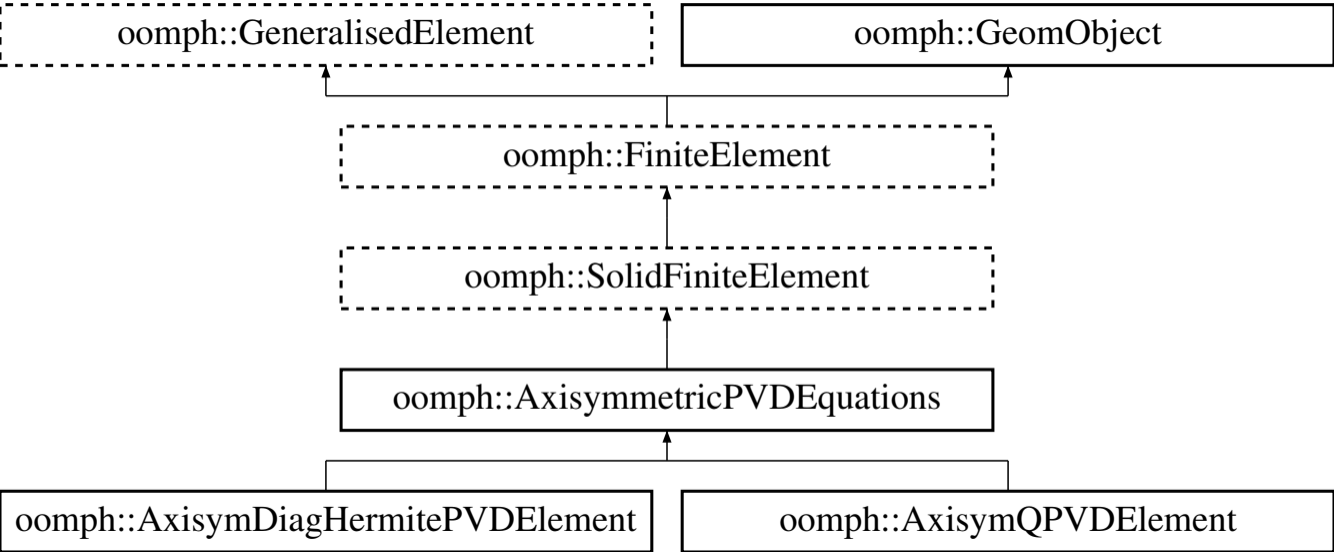 oomph::GeneralisedElement
oomph::GeomObject
oomph::FiniteElement
oomph::SolidFiniteElement
oomph::AxisymmetricPVDEquations
oomph::AxisymDiagHermitePVDElement
oomph::AxisymQPVDElement